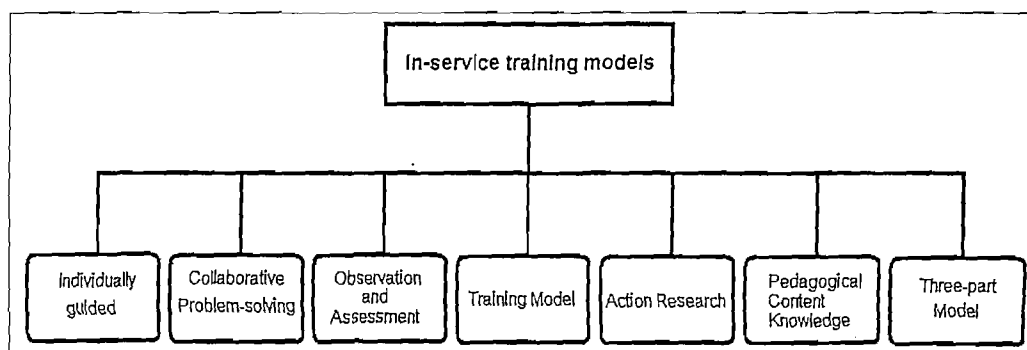 In-service training models
Individually
guided
Collaborative
Problem-solving
Observation
and
Assessment
Training Model
Action Research
Pedagogical
Content
Knowledge
Three-part
Model